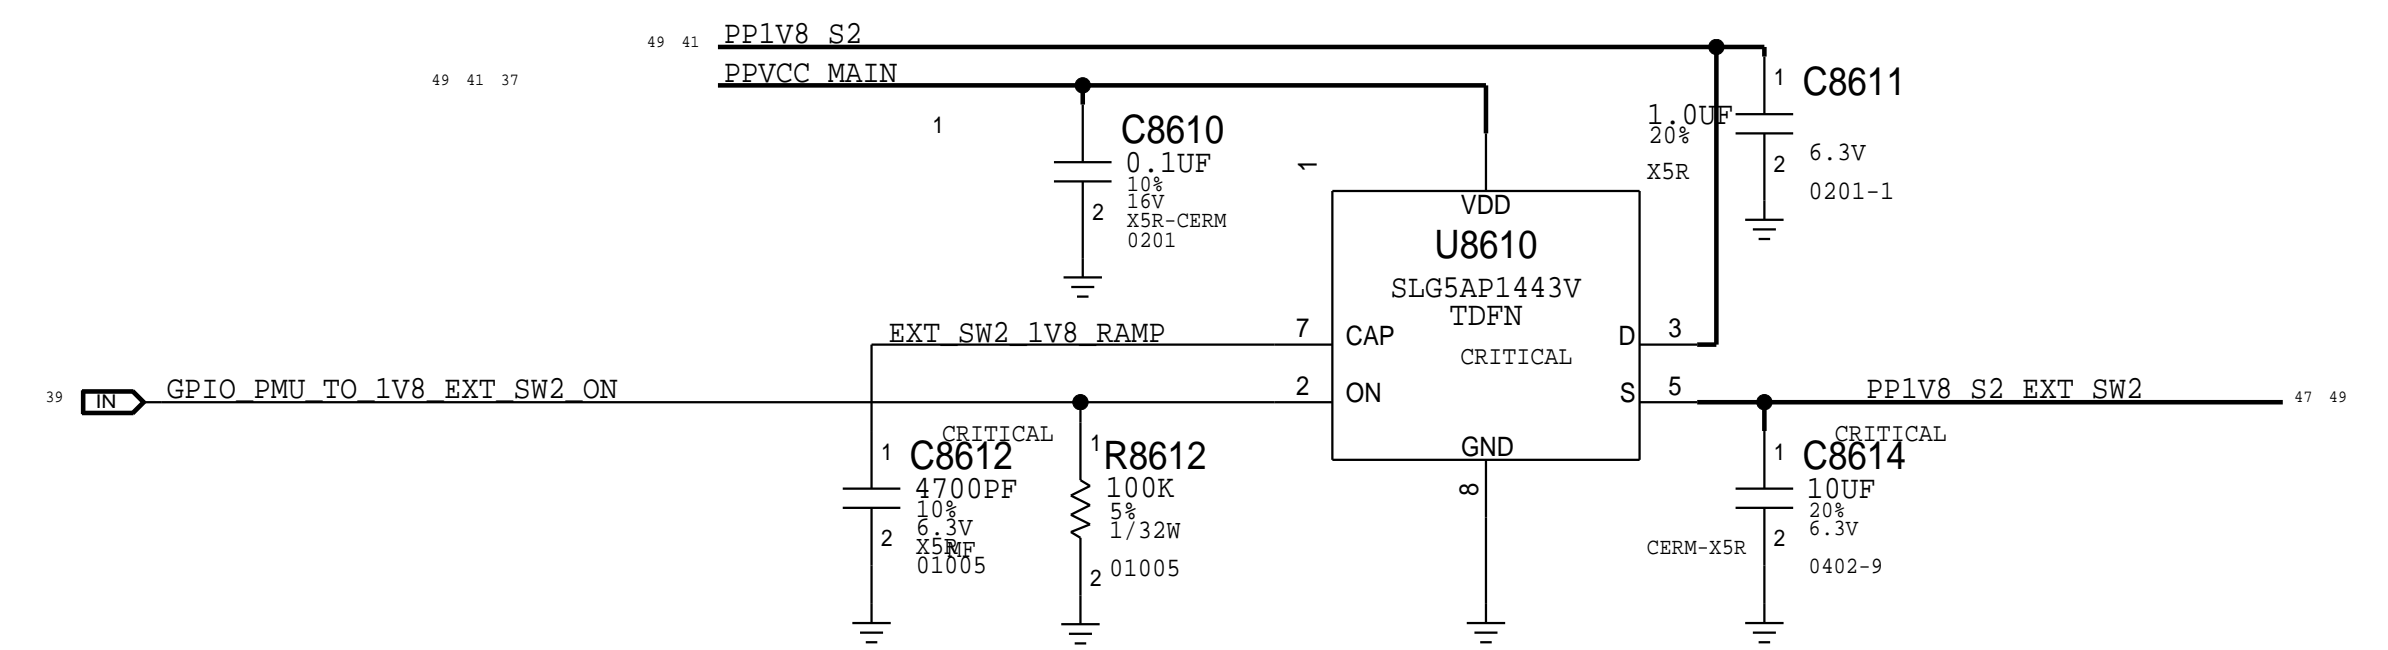 49 41 PP1V8_S2
49 41 37 PPVCC_MAIN
1 C8611
1.0UF
20%
6.3V
X5R
2
0201-1
1
C8610
0.1UF
10%
16V
2
X5R-CERM
0201
1
VDD
U8610
SLG5AP1443V
TDFN
CRITICAL
EXT_SW2_1V8_RAMP
7 CAP
D 3
39 IN GPIO_PMU_TO_1V8_EXT_SW2_ON
2 ON
S 5
PP1V8_S2_EXT_SW2 47 49
GND
8
CRITICAL
1 C8612
4700PF
10%
6.3V
2
X5R
01005
1 R8612
100K
5%
1/32W
MF
2 01005
CRITICAL
1 C8614
10UF
20%
6.3V
CERM-X5R 2
0402-9